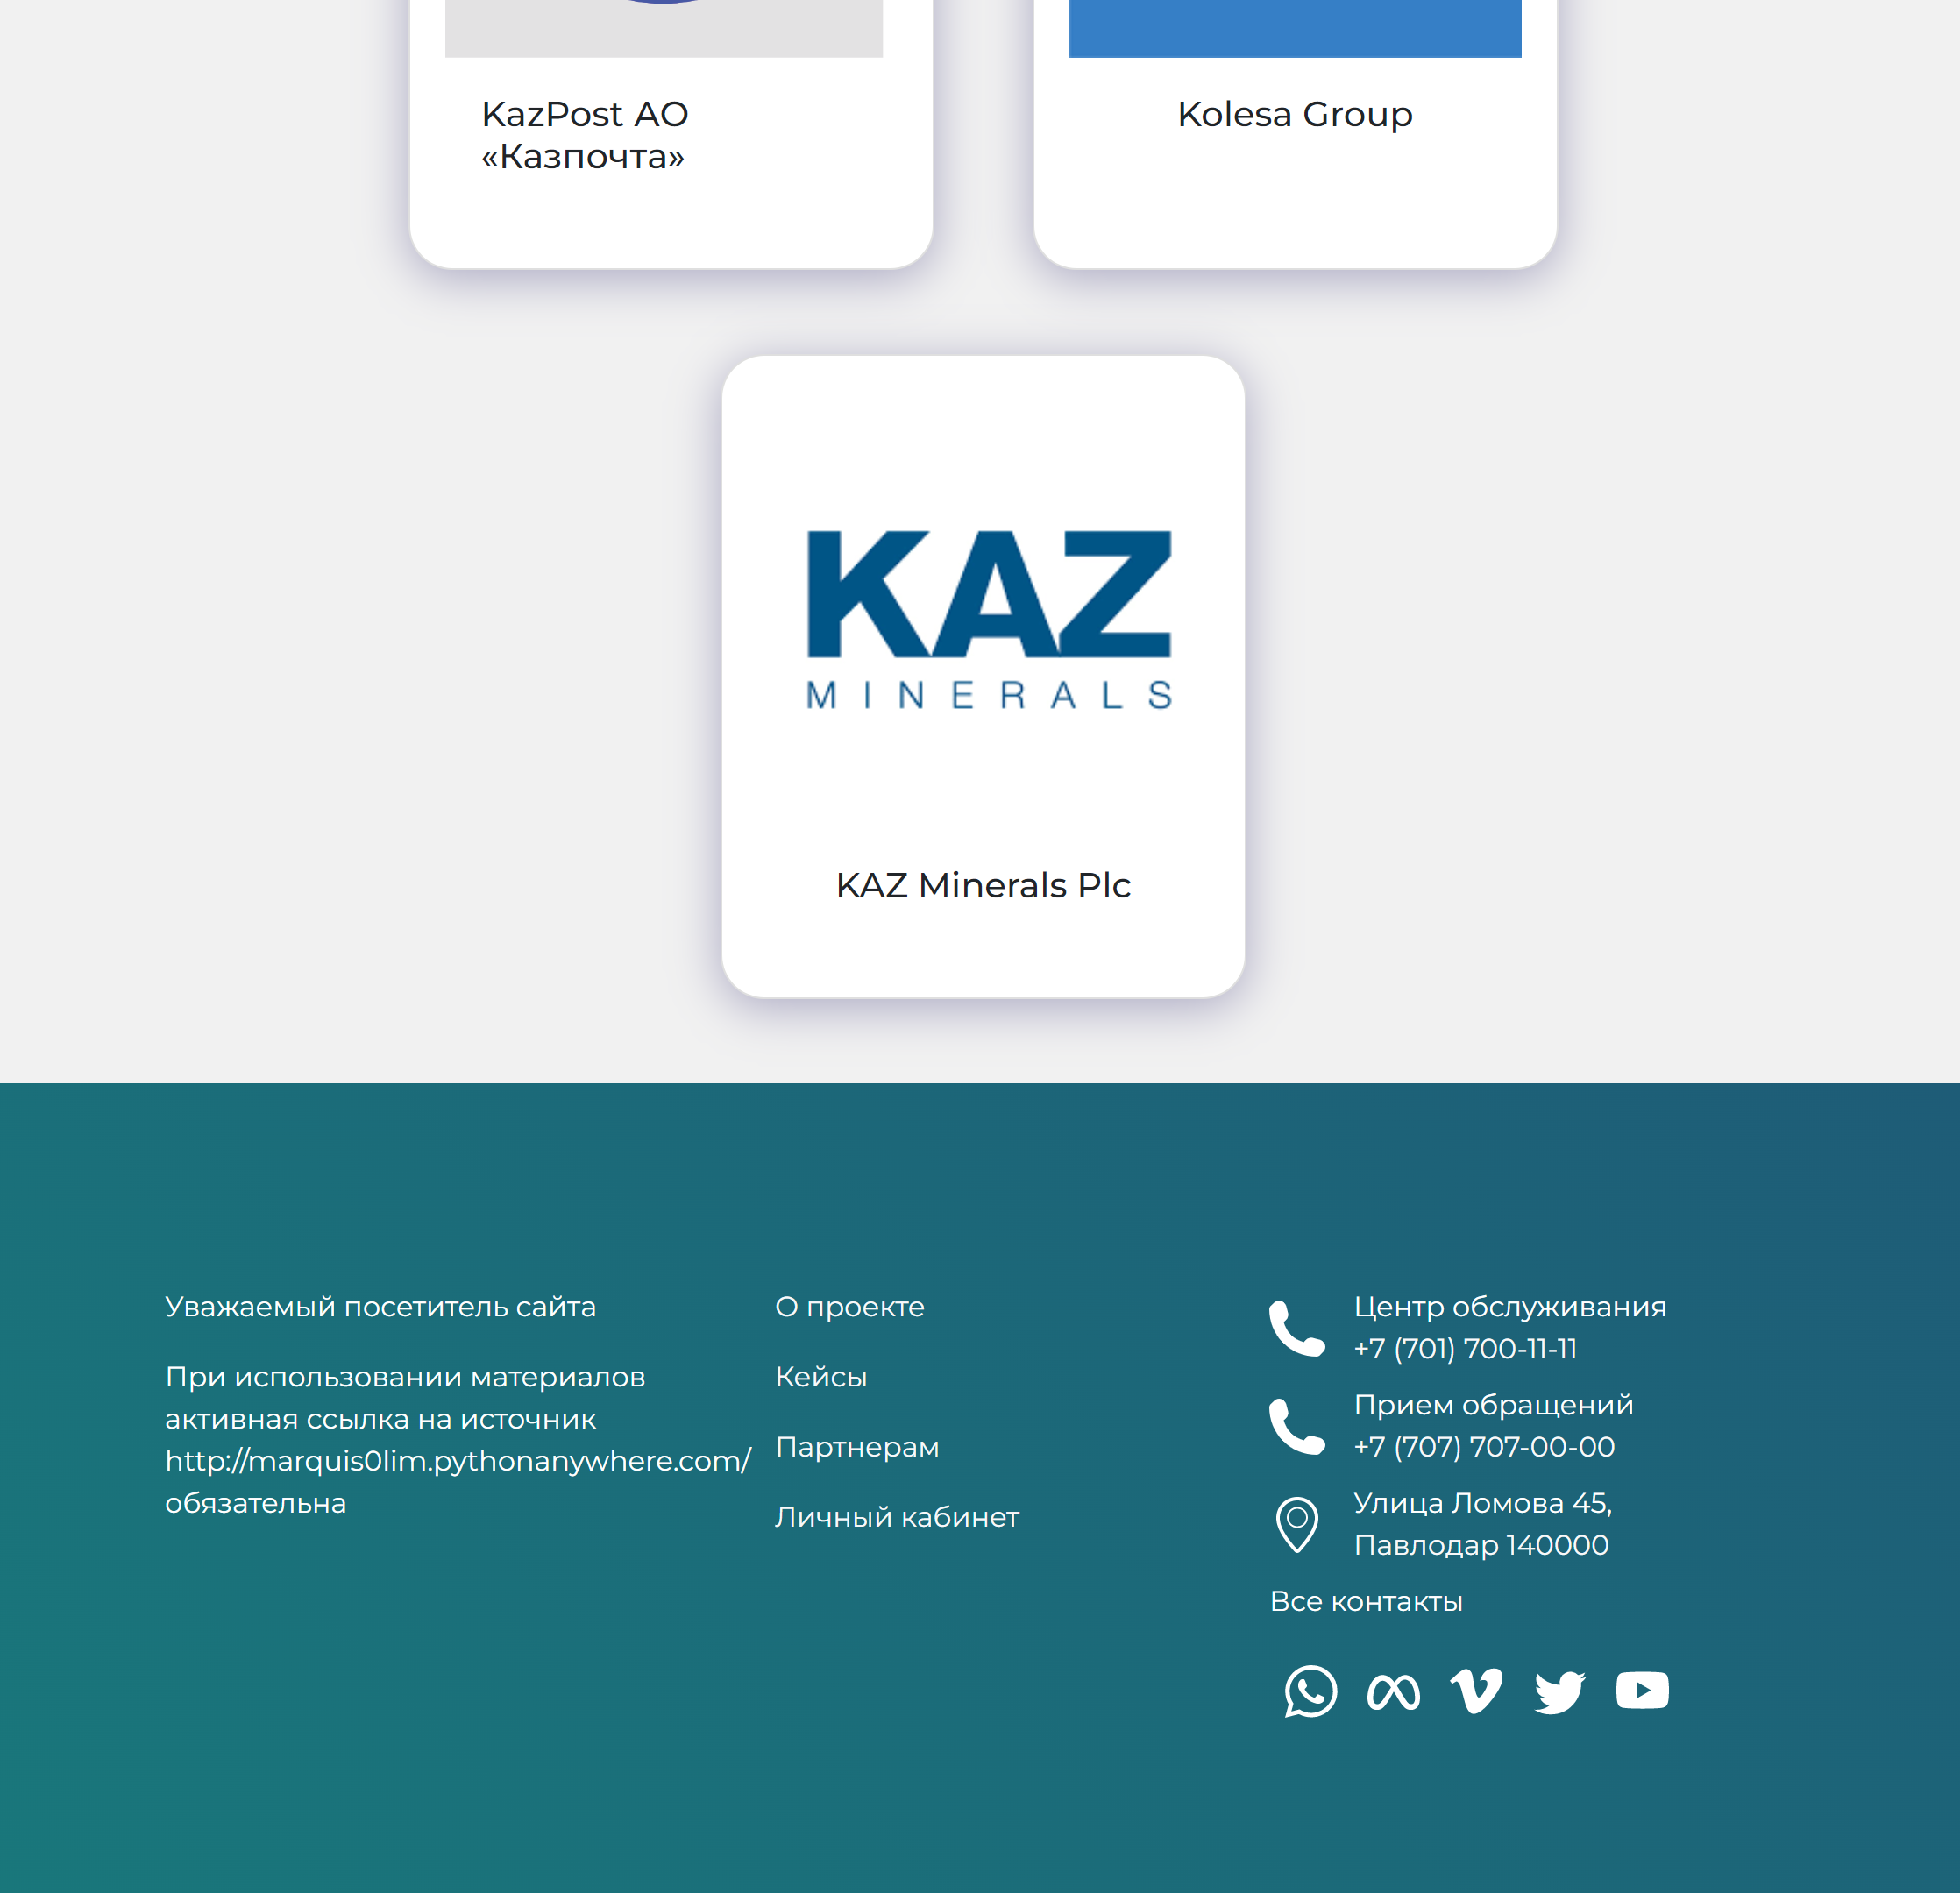 KazPost АО
«Казпочта»
Kolesa Group
KAZ
MINERALS
KAZ Minerals Plc
Уважаемый посетитель сайта
При использовании материалов
активная ссылка на источник
http://marquis0lim.pythonanywhere.com/
обязательна
О проекте
Кейсы
Партнерам
Личный кабинет
Центр обслуживания
+7 (701) 700-11-11
Прием обращений
+7 (707) 707-00-00
Улица Ломова 45,
Павлодар 140000
Все контакты